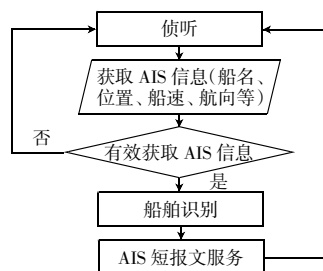 侦听
获取 AIS 信息(船名、
位置、船速、航向等)
否
有效获取 AIS 信息
是
船舶识别
AIS 短报文服务